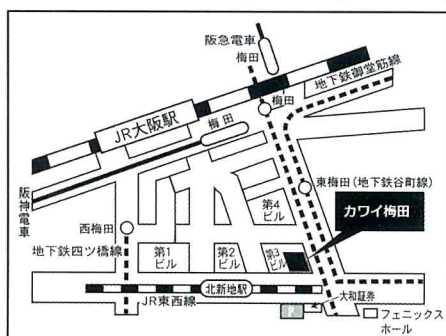 阪急電車
梅田
地下鉄御堂筋線
梅田
JR大阪駅
梅田
阪神電車
東梅田(地下鉄谷町線)
カワイ梅田
第4
ビル
西梅田
地下鉄四ツ橋線
第1
ビル
第2
ビル
第3
ビル
北新地駅
JR東西線
大和証券
P
フェニックス
ホール